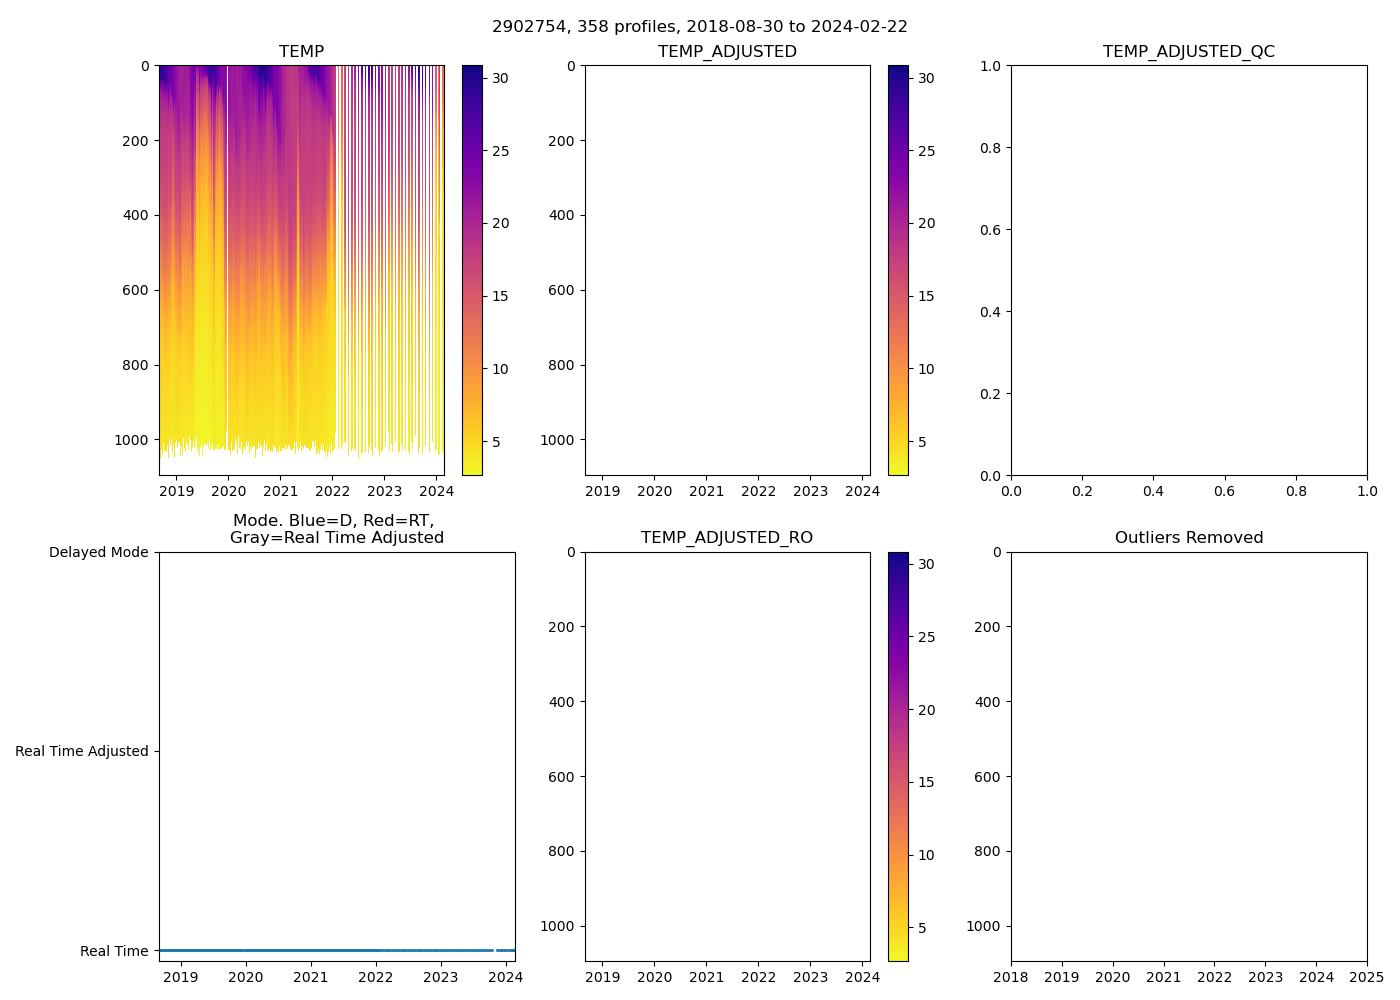 2902754, 358 profiles, 2018-08-30 to 2024-02-22
TEMP
0
200
400
600
800
1000
2019 2020 2021 2022 2023 2024
30
25
20
15
10
5
TEMP_ADJUSTED
0
200
400
600
800
1000
2019 2020 2021 2022 2023 2024
30
25
20
15
10
5
TEMP_ADJUSTED_QC
1.0
0.8
0.6
0.4
0.2
0.0
0.0 0.2 0.4 0.6 0.8 1.0
Mode. Blue=D, Red=RT,
Gray=Real Time Adjusted
Delayed Mode
Real Time Adjusted
Real Time
2019 2020 2021 2022 2023 2024
TEMP_ADJUSTED_RO
0
200
400
600
800
1000
2019 2020 2021 2022 2023 2024
30
25
20
15
10
5
Outliers Removed
0
200
400
600
800
1000
2018 2019 2020 2021 2022 2023 2024 2025